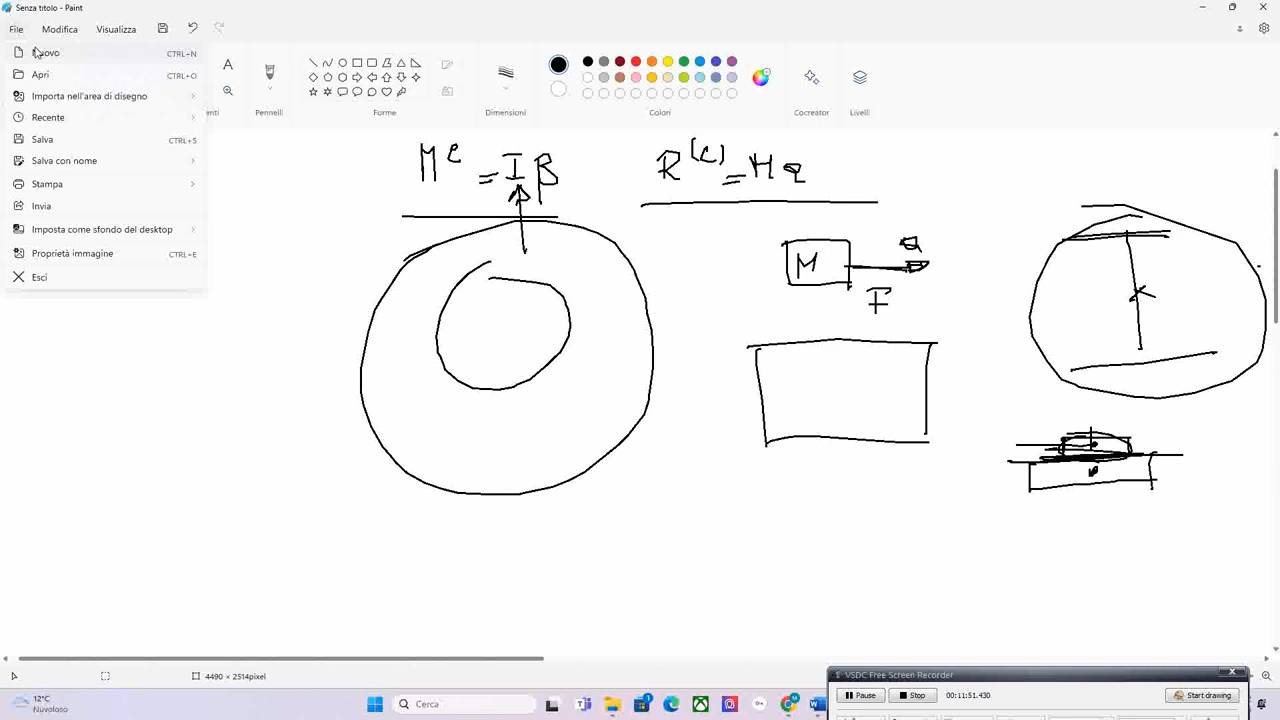 Senza titolo - Paint
File Modifica Visualizza
Nuovo CTRL+N
Apri CTRL+O
Importa nell'area di disegno
Recente
Salva CTRL+S
Salva con nome
Stampa
Invia
Imposta come sfondo del desktop
Proprietà immagine CTRL+E
Esci
Pennelli
Forme
Dimensioni
Colori
Cocreator
Livelli
M^e = I β
R^(e) = M a
M
a
F
4490 × 2514pixel
VSDC Free Screen Recorder
Pause Stop 00:11:51.430 Start drawing
12°C
Nuvoloso
Cerca